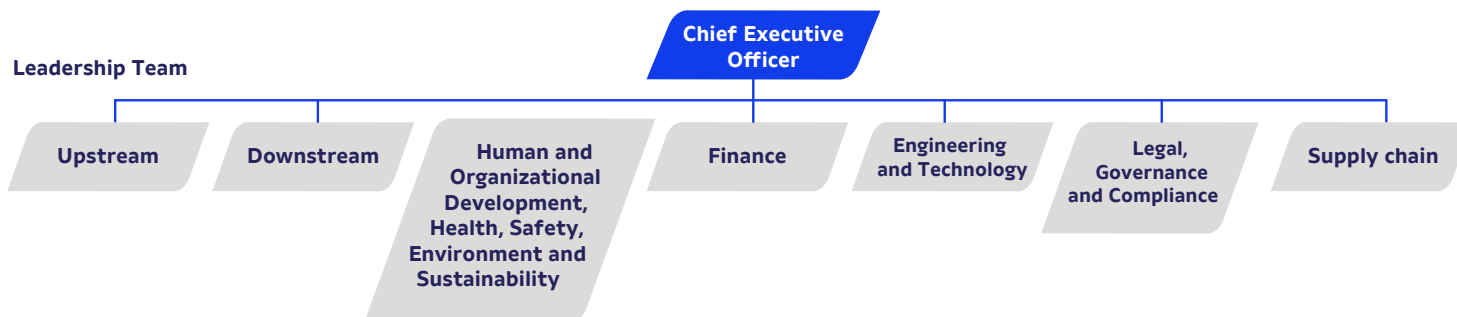 Chief Executive
Officer
Leadership Team
Upstream
Downstream
Human and
Organizational
Development,
Health, Safety,
Environment and
Sustainability
Finance
Engineering
and Technology
Legal,
Governance
and Compliance
Supply chain